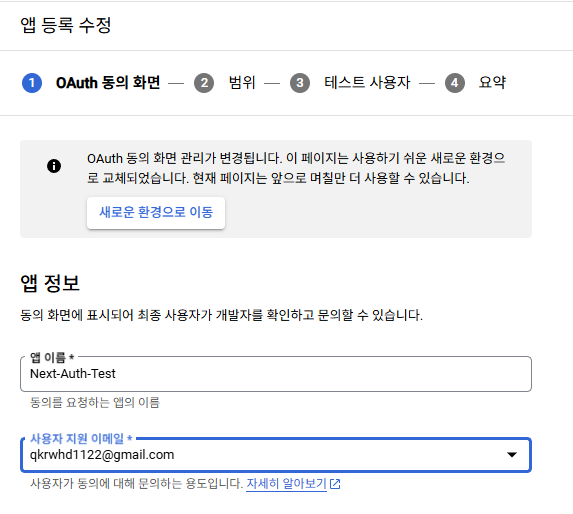 앱 등록 수정
1 OAuth 동의 화면 — 2 범위 — 3 테스트 사용자 — 4 요약
OAuth 동의 화면 관리가 변경됩니다. 이 페이지는 사용하기 쉬운 새로운 환경으
로 교체되었습니다. 현재 페이지는 앞으로 며칠만 더 사용할 수 있습니다.
새로운 환경으로 이동
앱 정보
동의 화면에 표시되어 최종 사용자가 개발자를 확인하고 문의할 수 있습니다.
앱 이름 *
Next-Auth-Test
동의를 요청하는 앱의 이름
사용자 지원 이메일 *
qkrwhd1122@gmail.com
사용자가 동의에 대해 문의하는 용도입니다. 자세히 알아보기